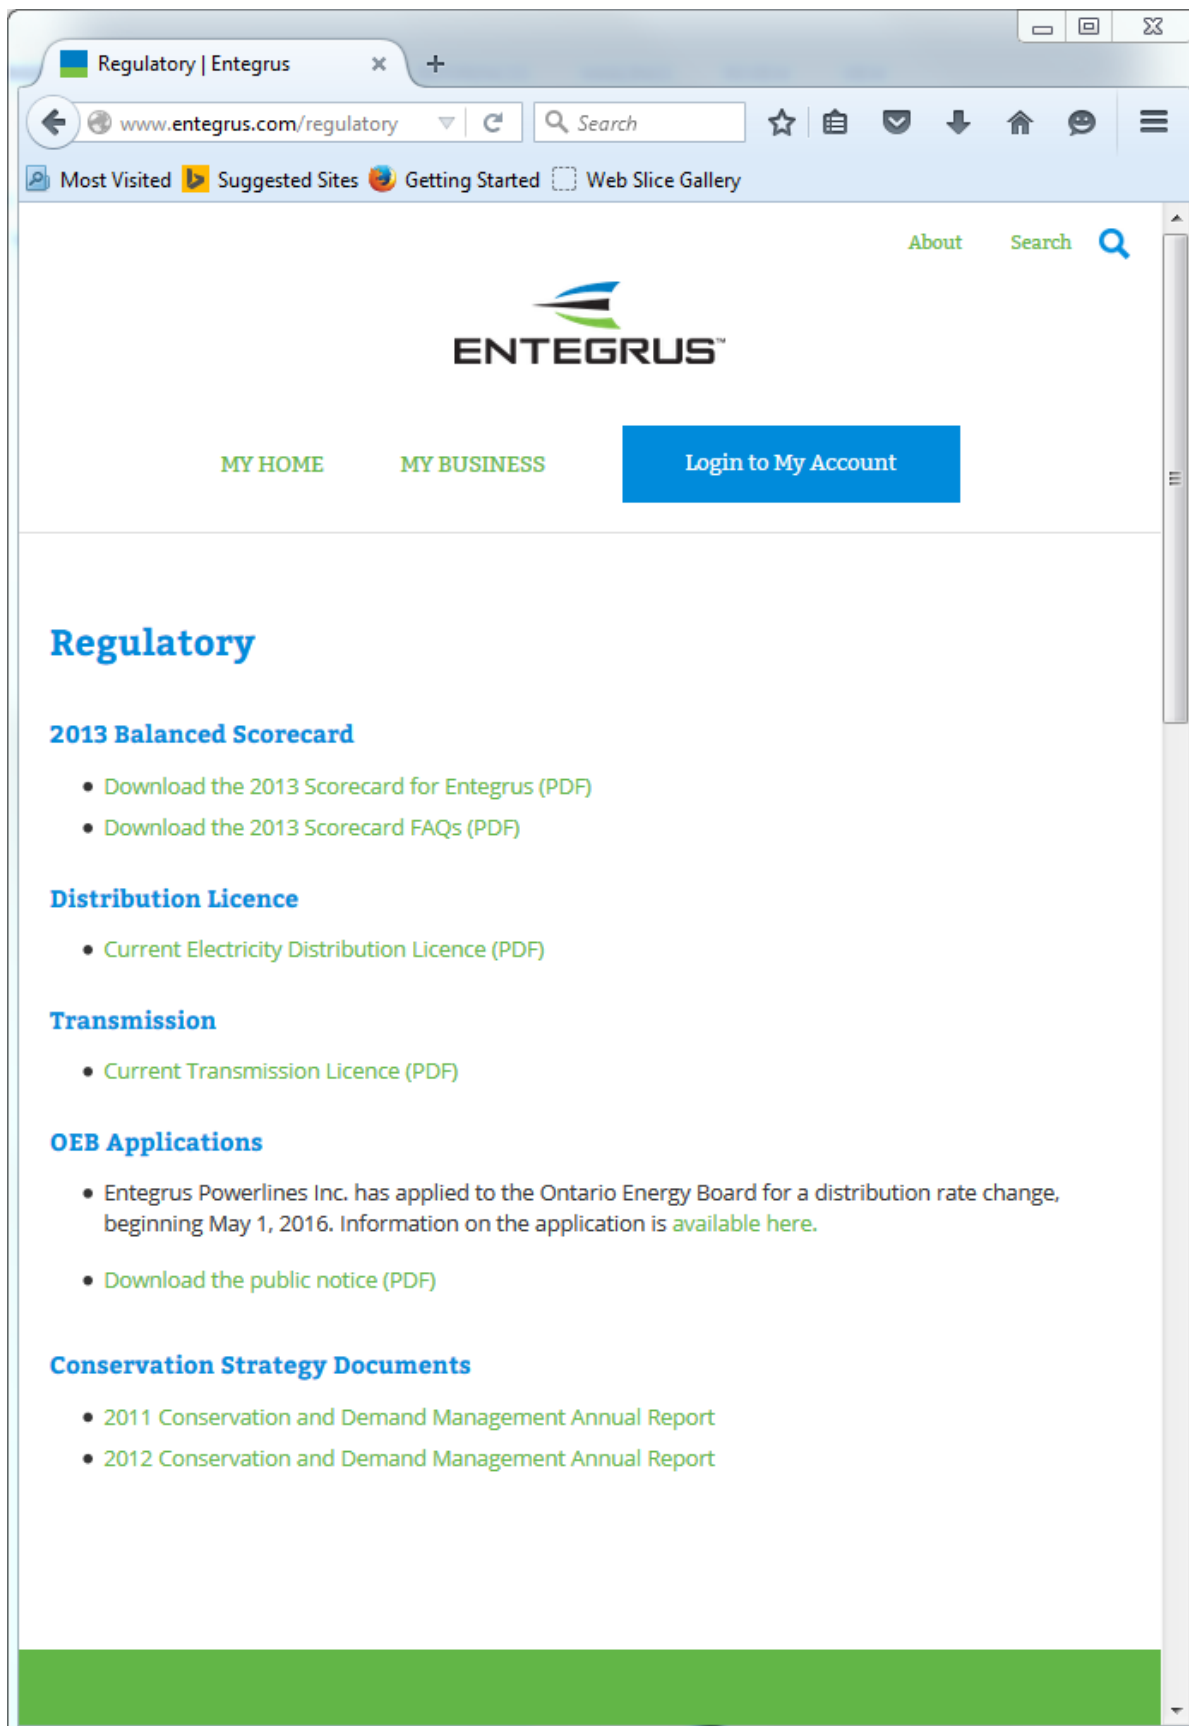 Regulatory | Entegrus
www.entegrus.com/regulatory
Search
Most Visited
Suggested Sites
Getting Started
Web Slice Gallery
About
Search
ENTEGRUS™
MY HOME
MY BUSINESS
Login to My Account
Regulatory
2013 Balanced Scorecard
• Download the 2013 Scorecard for Entegrus (PDF)
• Download the 2013 Scorecard FAQs (PDF)
Distribution Licence
• Current Electricity Distribution Licence (PDF)
Transmission
• Current Transmission Licence (PDF)
OEB Applications
• Entegrus Powerlines Inc. has applied to the Ontario Energy Board for a distribution rate change,
beginning May 1, 2016. Information on the application is available here.
• Download the public notice (PDF)
Conservation Strategy Documents
• 2011 Conservation and Demand Management Annual Report
• 2012 Conservation and Demand Management Annual Report